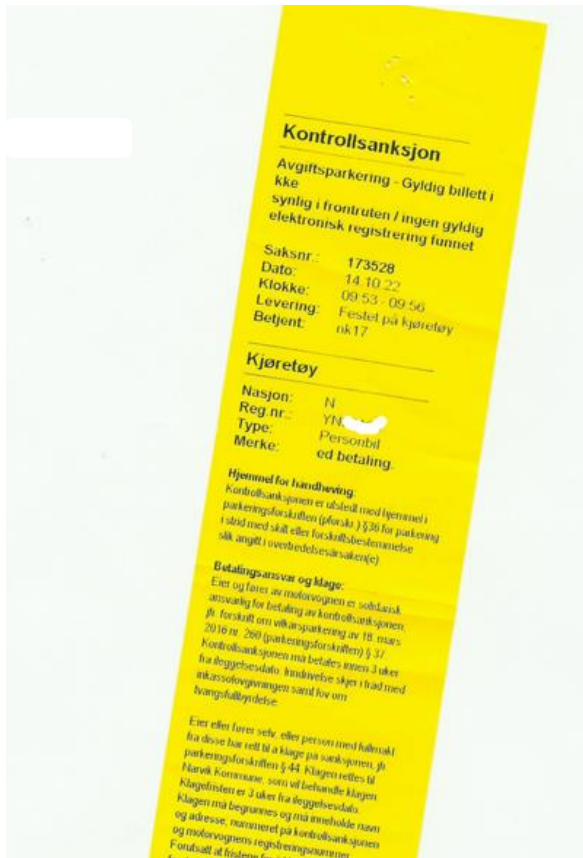 Kontrollsanksjon
Avgiftsparkering - Gyldig billett i
kke
synlig i frontruten / ingen gyldig
elektronisk registrering funnet
Saksnr.: 173528
Dato: 14.10.22
Klokke: 09:53 - 09:56
Levering: Festet på kjøretøy
Betjent: nk17
Kjøretøy
Nasjon: N
Reg.nr.: YN
Type: Personbil
Merke: ed betaling.
Hjemmel for handheving:
Kontrollsanksjonen er utstedt med hjemmel i
parkeringsforskriften (pforskr.) §36 for parkering
i strid med skilt eller forskriftsbestemmelse
slik angitt i overtredelsesårsaken(e)
Betalingsansvar og klage:
Eier og fører av motorvognen er solidarisk
ansvarlig for betaling av kontrollsanksjonen,
jfr. forskrift om vilkårsparkering av 18. mars
2016 nr. 260 (parkeringsforskriften) § 37.
Kontrollsanksjonen må betales innen 3 uker
fra ileggelsesdato. Inndrivelse skjer i tråd med
inkassolovgivningen samt lov om
tvangsfullbyrdelse
Eier eller fører selv, eller person med fullmakt
fra disse har rett til å klage på sanksjonen, jfr.
parkeringsforskriften § 44. Klagen rettes til
Narvik Kommune, som vil behandle klagen
Klagefristen er 3 uker fra ileggelsesdato.
Klagen må begrunnes og må inneholde navn
og adresse, nummeret på kontrollsanksjonen
og motorvognens registreringsnummer
Forutsatt at fristene